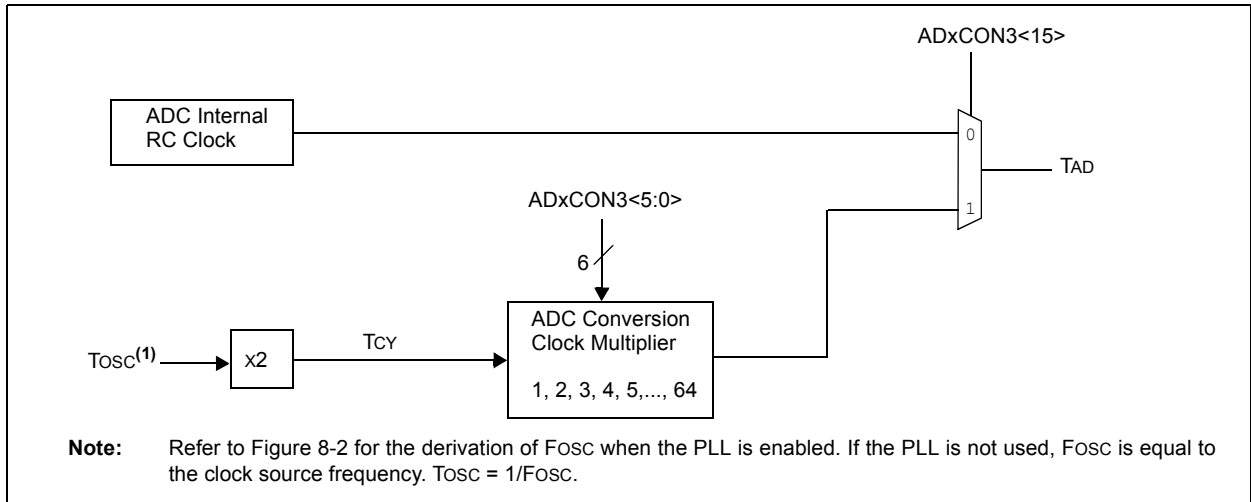 ADxCON3<15>
ADC Internal
RC Clock
0
TAD
ADxCON3<5:0>
1
6
ADC Conversion
Clock Multiplier
1, 2, 3, 4, 5,..., 64
TOSC(1)
X2
TCY
Note: Refer to Figure 8-2 for the derivation of FOSC when the PLL is enabled. If the PLL is not used, FOSC is equal to
the clock source frequency. TOSC = 1/FOSC.